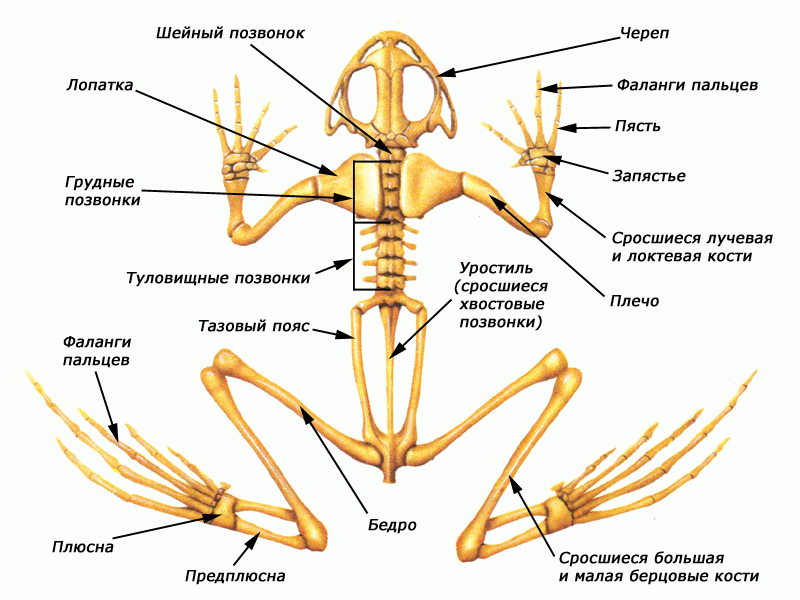 Шейный позвонок
Череп
Лопатка
Фаланги пальцев
Пясть
Грудные
позвонки
Запястье
Сросшиеся лучевая
и локтевая кости
Туловищные позвонки
Уростиль
(сросшиеся
хвостовые
позвонки)
Плечо
Тазовый пояс
Фаланги
пальцев
Бедро
Плюсна
Предплюсна
Сросшиеся большая
и малая берцовые кости